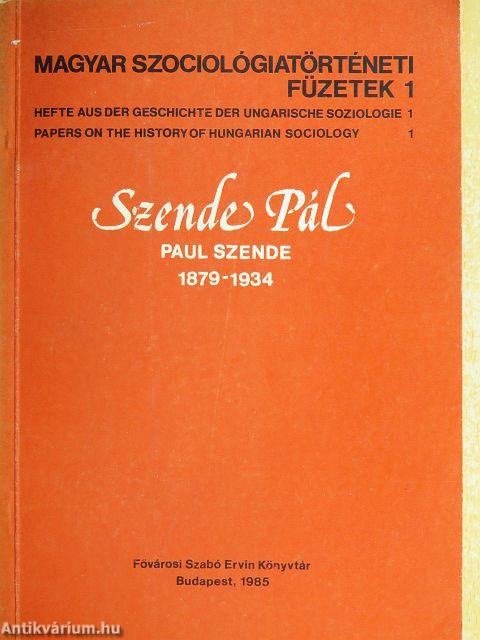 MAGYAR SZOCIOLÓGIATÖRTÉNETI
FÜZETEK 1
HEFTE AUS DER GESCHICHTE DER UNGARISCHE SOZIOLOGIE 1
PAPERS ON THE HISTORY OF HUNGARIAN SOCIOLOGY 1
Szende Pál
PAUL SZENDE
1879-1934
Fővárosi Szabó Ervin Könyvtár
Budapest, 1985
Antikvárium.hu